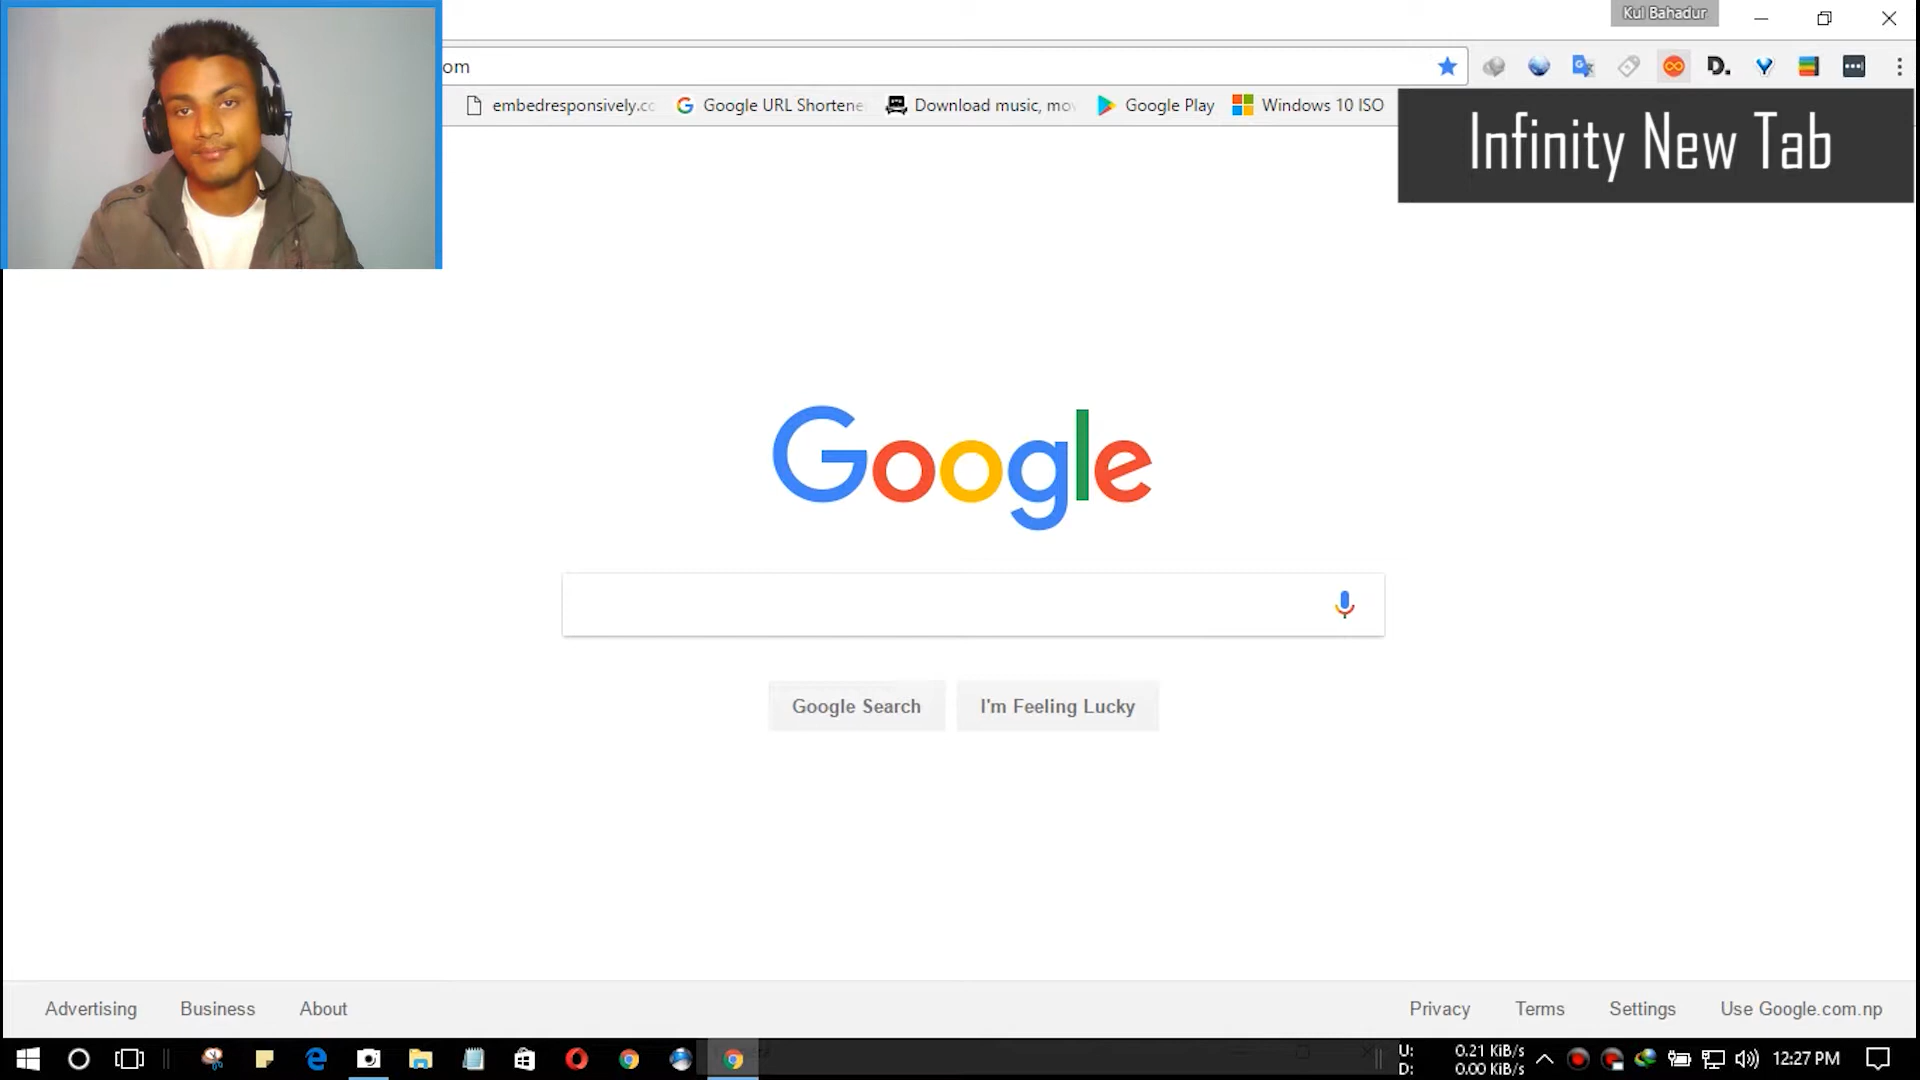 Kul Bahadur
om
embedresponsively.co
Google URL Shortene
Download music, mov
Google Play
Windows 10 ISO
Infinity New Tab
Google
Google Search
I'm Feeling Lucky
Advertising
Business
About
Privacy
Terms
Settings
Use Google.com.np
U: 0.21 KiB/s
D: 0.00 KiB/s
12:27 PM